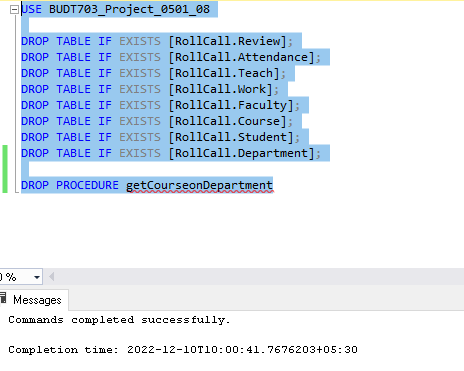 USE BUDT703_Project_0501_08
DROP TABLE IF EXISTS [RollCall.Review];
DROP TABLE IF EXISTS [RollCall.Attendance];
DROP TABLE IF EXISTS [RollCall.Teach];
DROP TABLE IF EXISTS [RollCall.Work];
DROP TABLE IF EXISTS [RollCall.Faculty];
DROP TABLE IF EXISTS [RollCall.Course];
DROP TABLE IF EXISTS [RollCall.Student];
DROP TABLE IF EXISTS [RollCall.Department];
DROP PROCEDURE getCourseonDepartment
0 %
Messages
Commands completed successfully.
Completion time: 2022-12-10T10:00:41.7676203+05:30